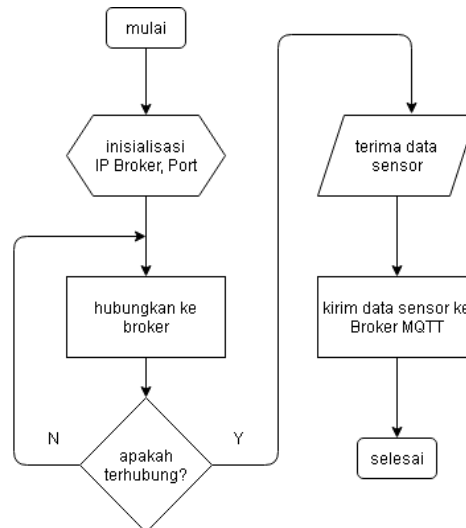 mulai
inisialisasi
IP Broker, Port
hubungkan ke
broker
apakah
terhubung?
N
Y
terima data
sensor
kirim data sensor ke
Broker MQTT
selesai